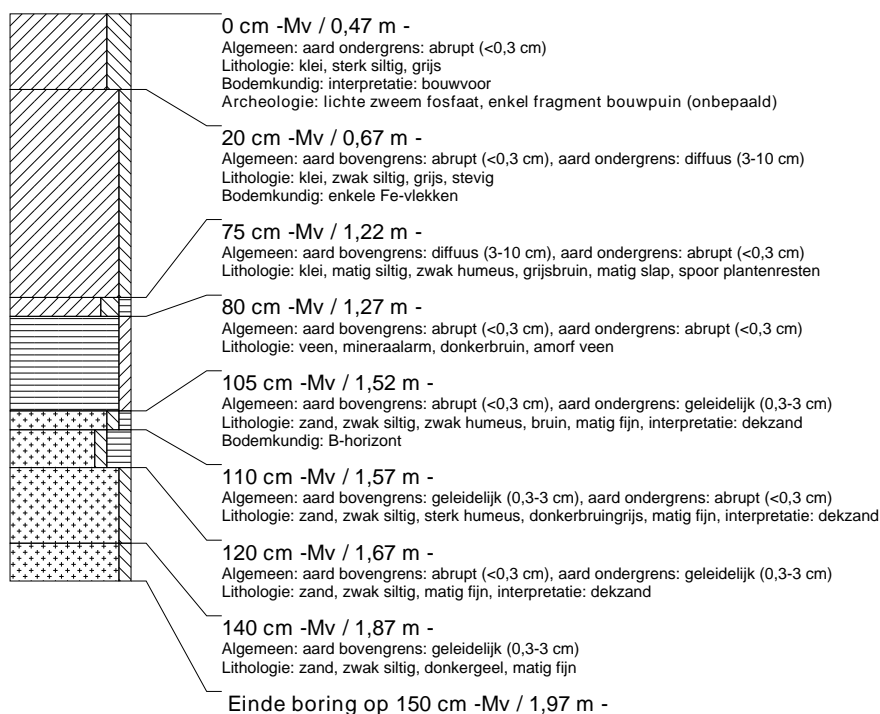 0 cm -Mv / 0,47 m -
Algemeen: aard ondergrens: abrupt (<0,3 cm)
Lithologie: klei, sterk siltig, grijs
Bodemkundig: interpretatie: bouwvoor
Archeologie: lichte zweem fosfaat, enkel fragment bouwpuin (onbepaald)
20 cm -Mv / 0,67 m -
Algemeen: aard bovengrens: abrupt (<0,3 cm), aard ondergrens: diffuus (3-10 cm)
Lithologie: klei, zwak siltig, grijs, stevig
Bodemkundig: enkele Fe-vlekken
75 cm -Mv / 1,22 m -
Algemeen: aard bovengrens: diffuus (3-10 cm), aard ondergrens: abrupt (<0,3 cm)
Lithologie: klei, matig siltig, zwak humeus, grijsbruin, matig slap, spoor plantenresten
80 cm -Mv / 1,27 m -
Algemeen: aard bovengrens: abrupt (<0,3 cm), aard ondergrens: abrupt (<0,3 cm)
Lithologie: veen, mineraalarm, donkerbruin, amorf veen
105 cm -Mv / 1,52 m -
Algemeen: aard bovengrens: abrupt (<0,3 cm), aard ondergrens: geleidelijk (0,3-3 cm)
Lithologie: zand, zwak siltig, zwak humeus, bruin, matig fijn, interpretatie: dekzand
Bodemkundig: B-horizont
110 cm -Mv / 1,57 m -
Algemeen: aard bovengrens: geleidelijk (0,3-3 cm), aard ondergrens: abrupt (<0,3 cm)
Lithologie: zand, zwak siltig, sterk humeus, donkerbruingrijs, matig fijn, interpretatie: dekzand
120 cm -Mv / 1,67 m -
Algemeen: aard bovengrens: abrupt (<0,3 cm), aard ondergrens: geleidelijk (0,3-3 cm)
Lithologie: zand, zwak siltig, matig fijn, interpretatie: dekzand
140 cm -Mv / 1,87 m -
Algemeen: aard bovengrens: geleidelijk (0,3-3 cm)
Lithologie: zand, zwak siltig, donkergeel, matig fijn
Einde boring op 150 cm -Mv / 1,97 m -